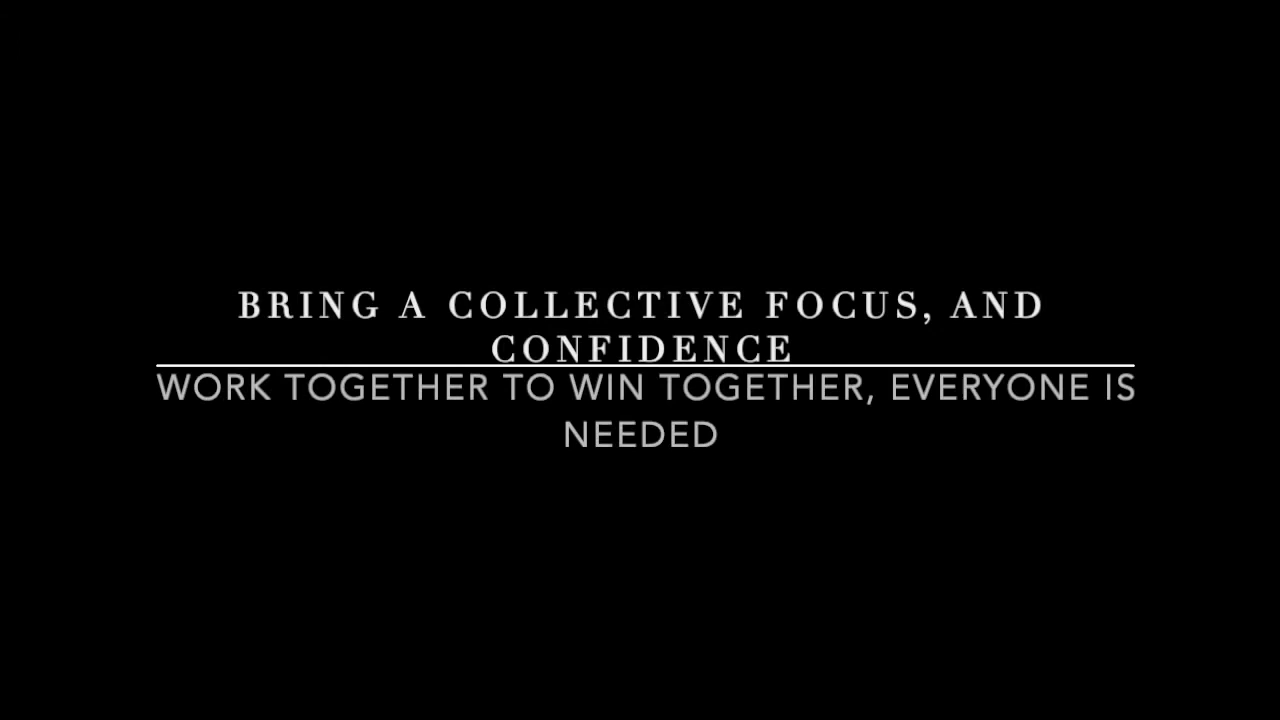 BRING A COLLECTIVE FOCUS, AND
CONFIDENCE
WORK TOGETHER TO WIN TOGETHER, EVERYONE IS
NEEDED